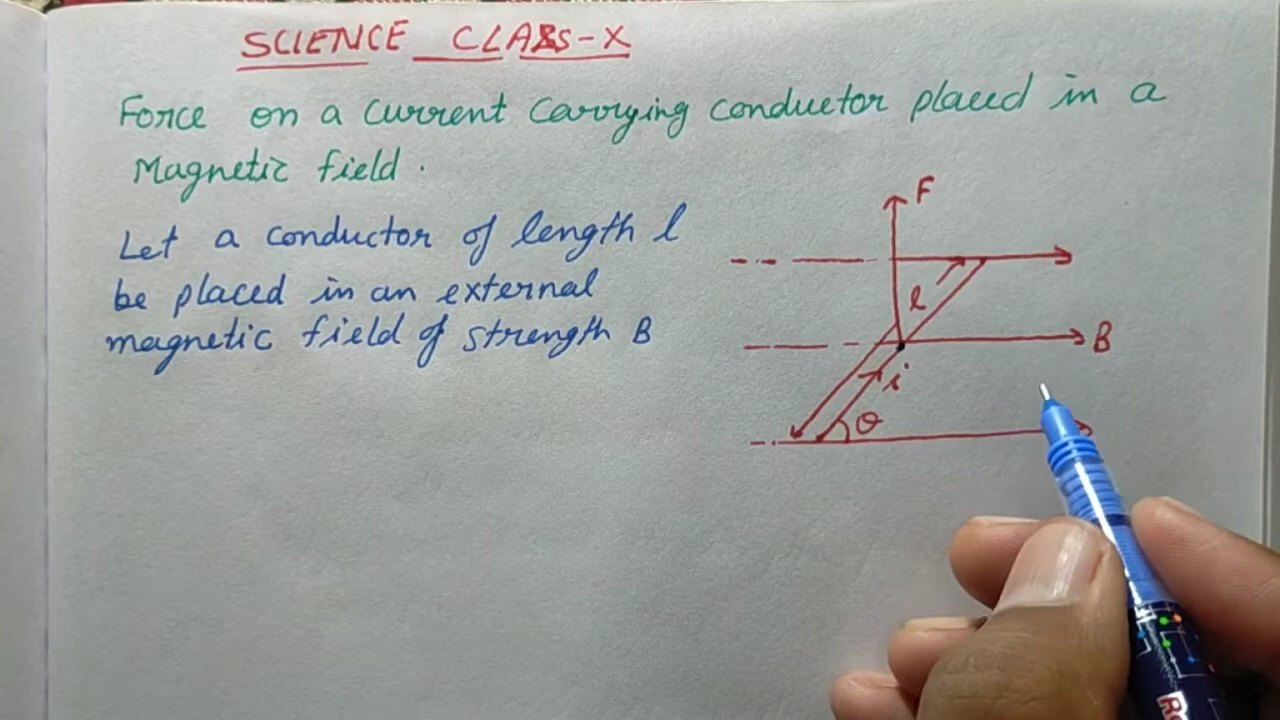 SCIENCE CLASS-X
Force on a current carrying conductor placed in a
Magnetic field.
Let a conductor of length l
be placed in an external
magnetic field of strength B
F
l
B
i
θ